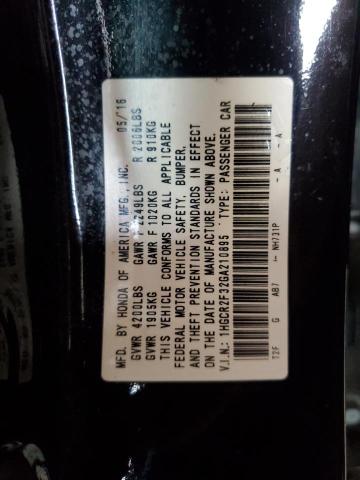 MFD. BY HONDA OF AMERICA MFG., INC. 05/16
GVWR 4200LBS GAWR F 2249LBS R 2006LBS
GVWR 1905KG GAWR F 1020KG R 910KG
THIS VEHICLE CONFORMS TO ALL APPLICABLE
FEDERAL MOTOR VEHICLE SAFETY, BUMPER,
AND THEFT PREVENTION STANDARDS IN EFFECT
ON THE DATE OF MANUFACTURE SHOWN ABOVE.
V.I.N.: 1HGCR2F32GA210895 TYPE: PASSENGER CAR
T2F G A87 - NH731P - A - A